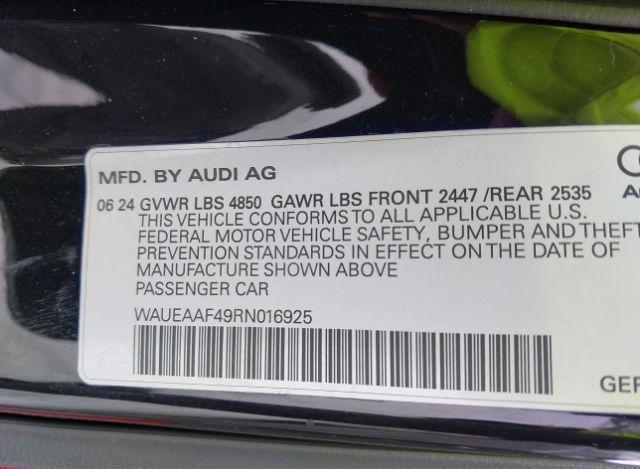 MFD. BY AUDI AG
06 24 GVWR LBS 4850 GAWR LBS FRONT 2447 /REAR 2535
THIS VEHICLE CONFORMS TO ALL APPLICABLE U.S.
FEDERAL MOTOR VEHICLE SAFETY, BUMPER AND THEFT
PREVENTION STANDARDS IN EFFECT ON THE DATE OF
MANUFACTURE SHOWN ABOVE
PASSENGER CAR
WAUEAAF49RN016925